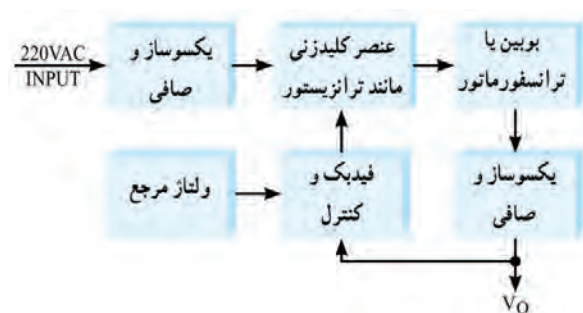 220VAC
INPUT
یکسوساز و
صافی
عنصر کلیدزنی
مانند ترانزیستور
بوبین یا
ترانسفورماتور
ولتاژ مرجع
فیدبک و
کنترل
یکسوساز و
صافی
VO